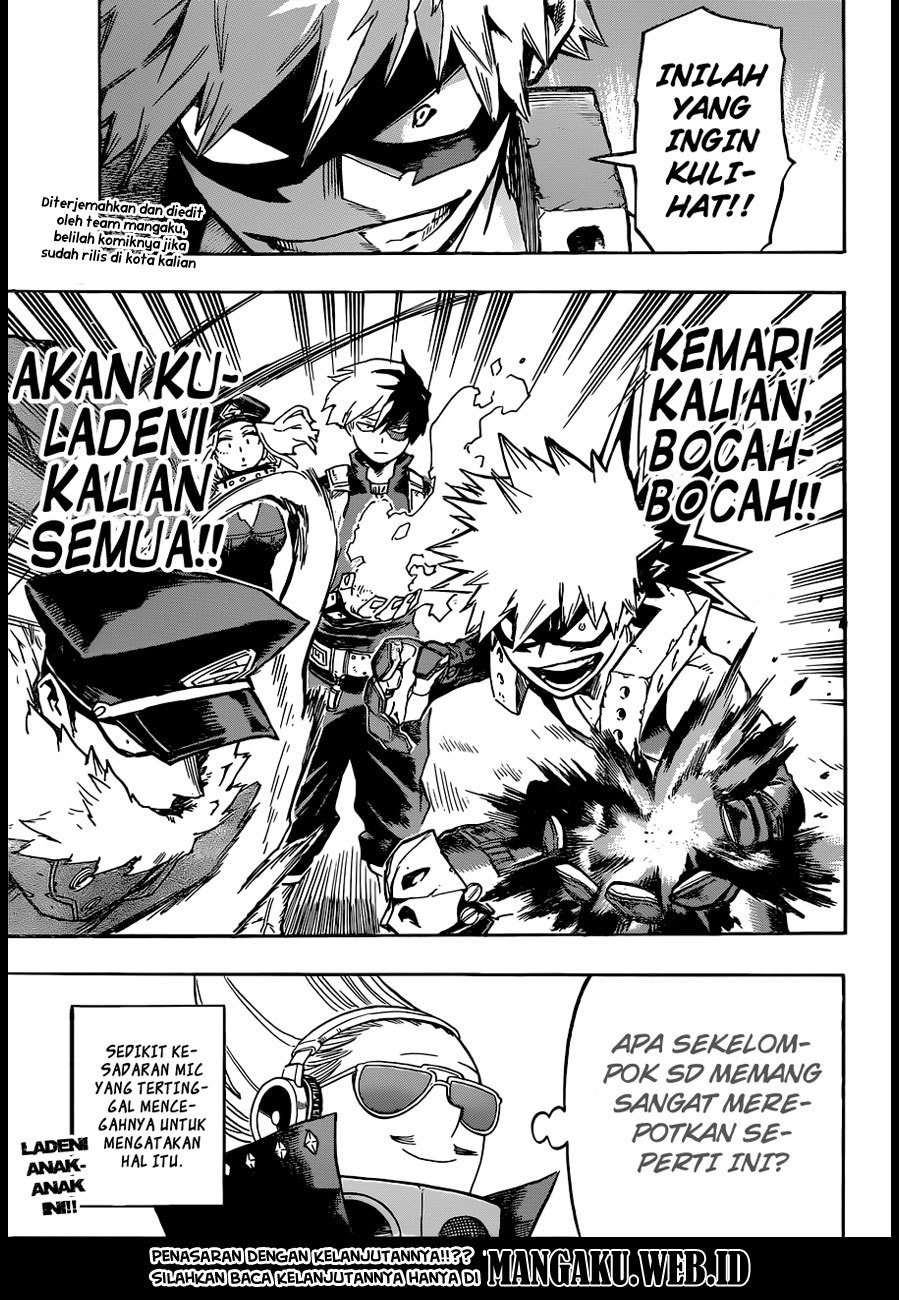 INILAH
YANG
INGIN
KULI-
HAT!!
Diterjemahkan dan diedit
oleh team mangaku,
belilah komiknya jika
sudah rilis di kota kalian
KEMARI
KALIAN,
BOCAH-
BOCAH!!
AKAN KU-
LADENI
KALIAN
SEMUA!!
APA SEKELOM-
POK SD MEMANG
SANGAT MERE-
POTKAN SE-
PERTI INI?
SEDIKIT KE-
SADARAN MIC
YANG TERTING-
GAL MENCE-
GAHNYA UNTUK
MENGATAKAN
HAL ITU.
LADENI
ANAK-
ANAK
INI!!
PENASARAN DENGAN KELANJUTANNYA!!??
SILAHKAN BACA KELANJUTANNYA HANYA DI
MANGAKU.WEB.ID